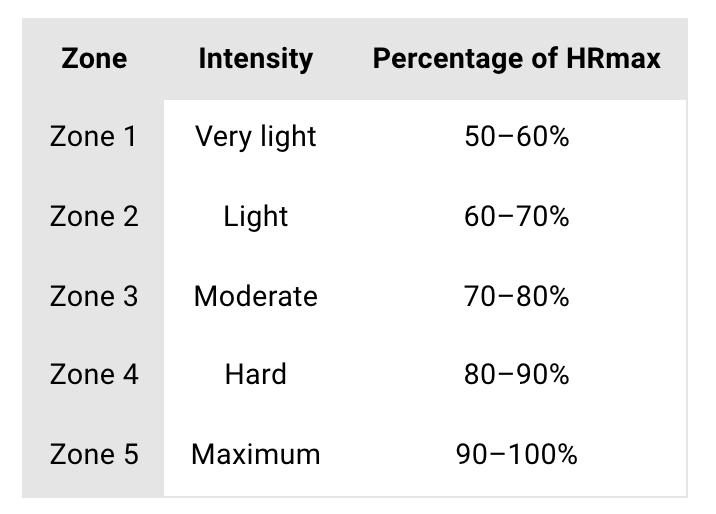 Zone Intensity Percentage of HRmax
Zone 1 Very light 50–60%
Zone 2 Light 60–70%
Zone 3 Moderate 70–80%
Zone 4 Hard 80–90%
Zone 5 Maximum 90–100%